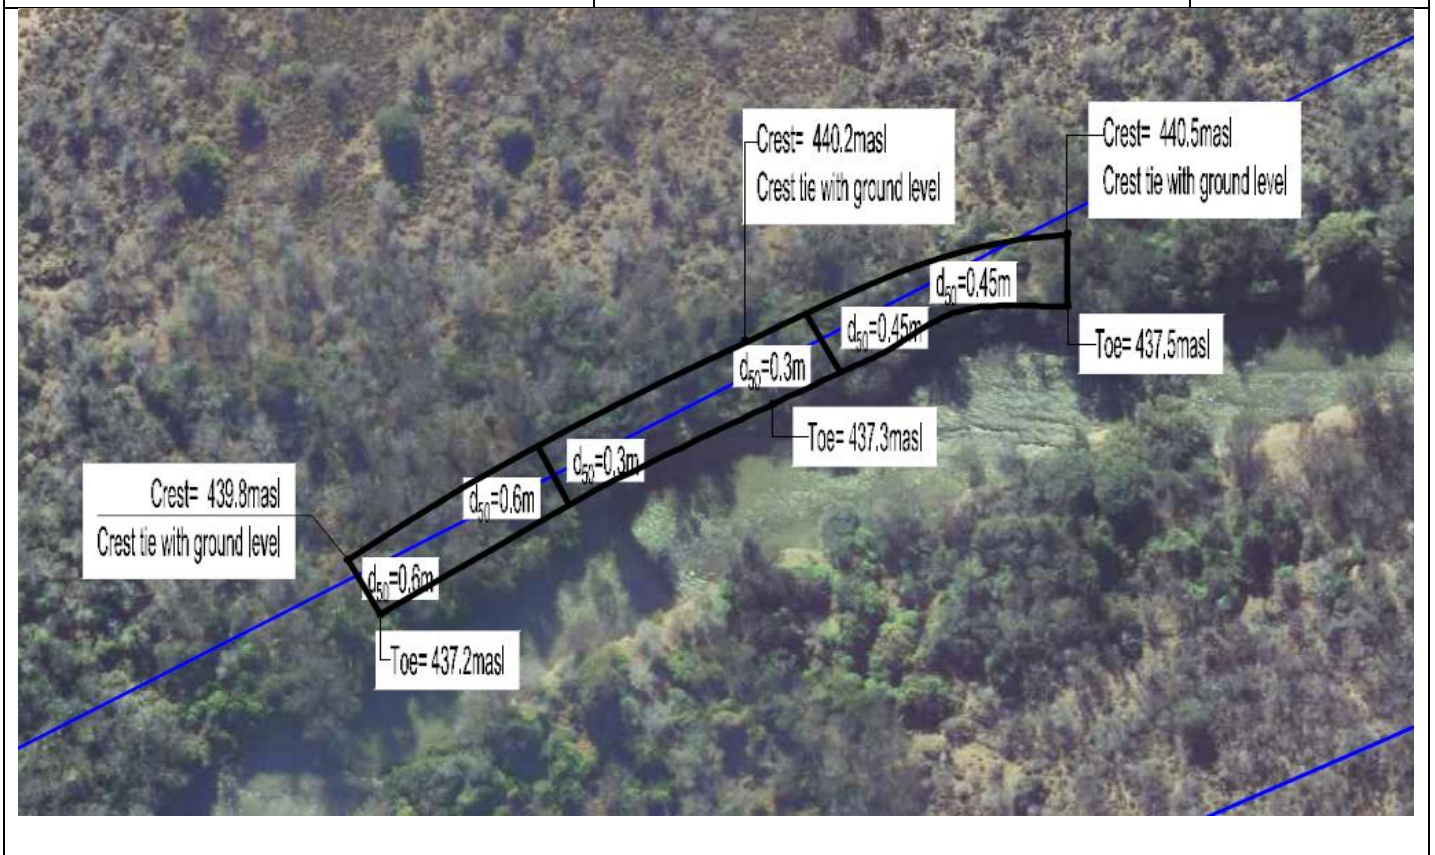 Crest= 440.2masl
Crest tie with ground level
Crest= 440.5masl
Crest tie with ground level
d50=0.45m
d50=0.45m
Toe= 437.5masl
d50=0.3m
Toe= 437.3masl
d50=0.3m
Crest= 439.8masl
Crest tie with ground level
d50=0.6m
d50=0.6m
Toe= 437.2masl